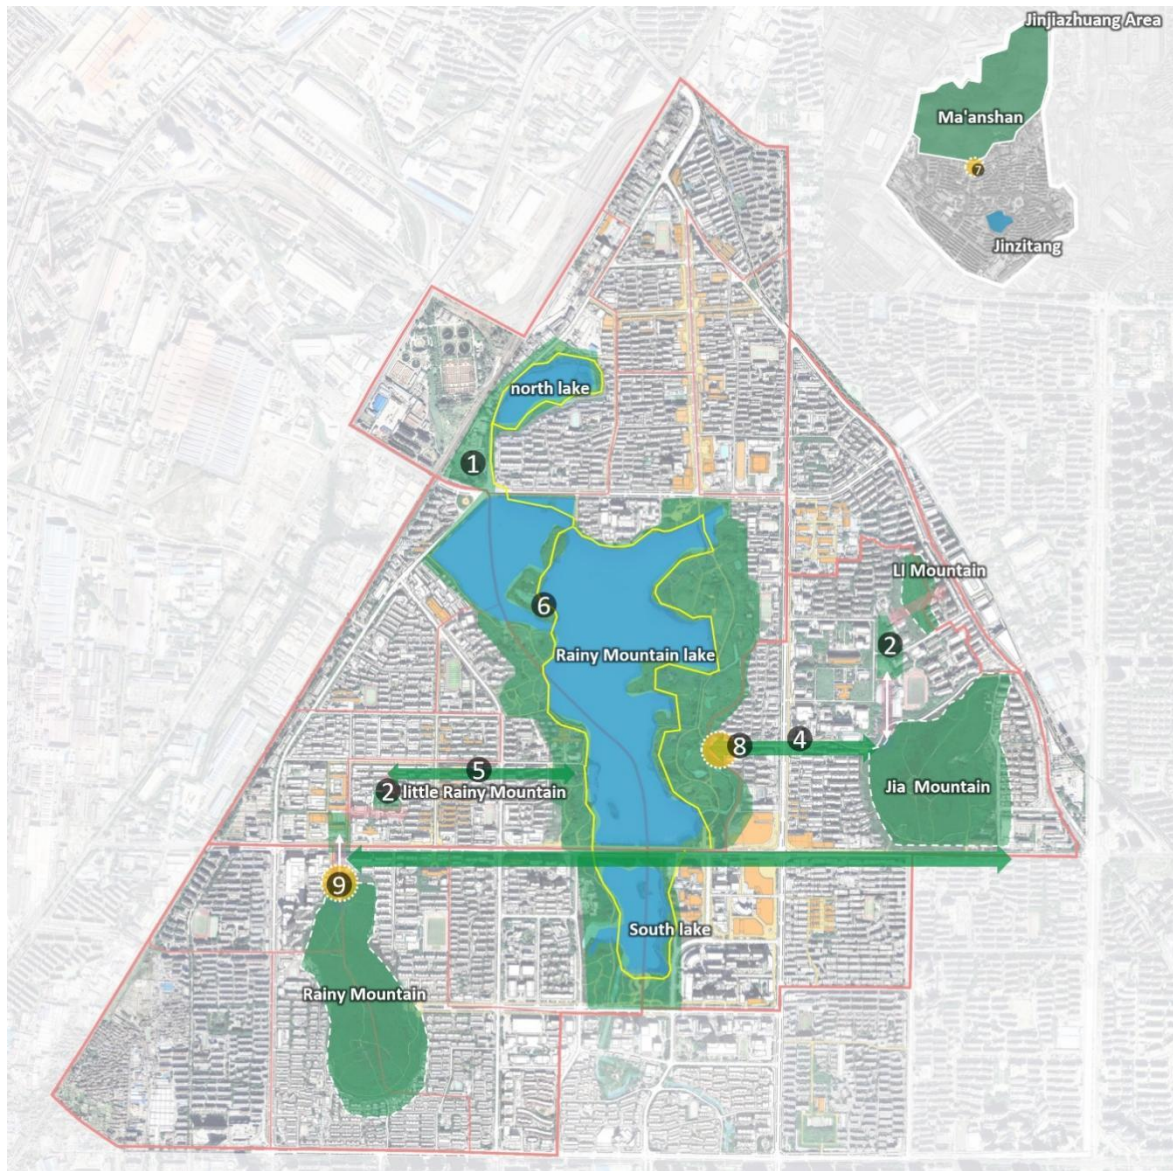 Jinjiazhuang Area
Ma'anshan
7
Jinzitang
north lake
1
LI Mountain
6
2
Rainy Mountain lake
8
4
5
Jia Mountain
2 little Rainy Mountain
9
South lake
Rainy Mountain